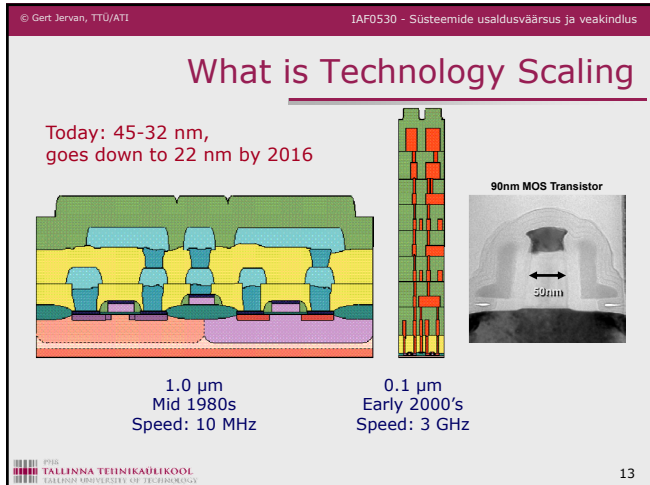 © Gert Jervan, TTÜ/ATI
IAF0530 - Süsteemide usaldusväärsus ja veakindlus
What is Technology Scaling
Today: 45-32 nm,
goes down to 22 nm by 2016
90nm MOS Transistor
50nm
1.0 µm
Mid 1980s
Speed: 10 MHz
0.1 µm
Early 2000's
Speed: 3 GHz
1918
TALLINNA TEHNIKAÜLIKOOL
TALLINN UNIVERSITY OF TECHNOLOGY
13